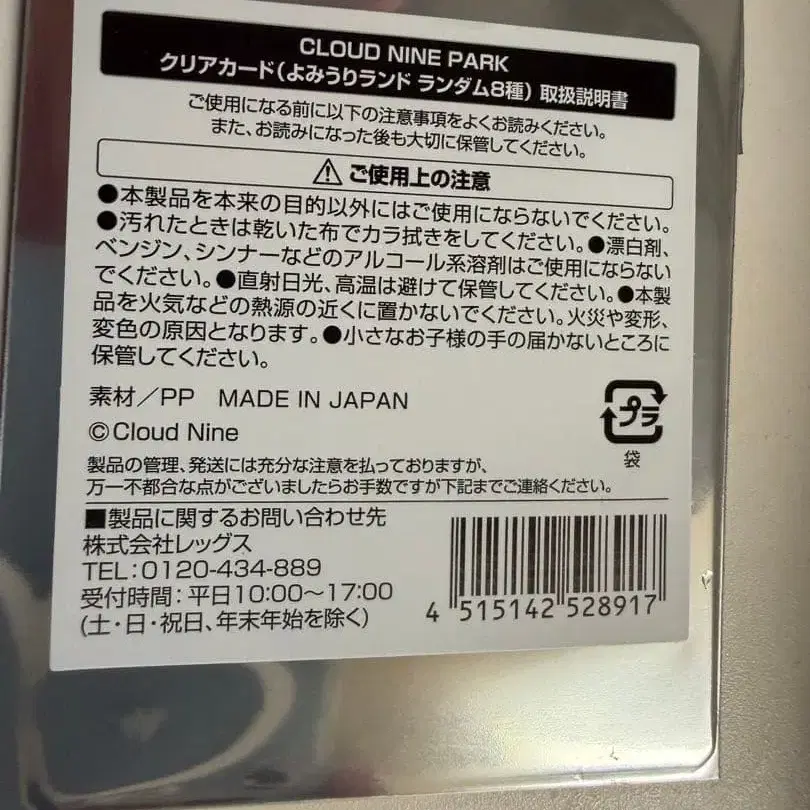 CLOUD NINE PARK
クリアカード(よみうりランド ランダム8種) 取扱説明書
ご使用になる前に以下の注意事項をよくお読みください。
また、お読みになった後も大切に保管してください。
⚠ ご使用上の注意
●本製品を本来の目的以外にはご使用にならないでください。
●汚れたときは乾いた布でカラ拭きをしてください。●漂白剤、
ベンジン、シンナーなどのアルコール系溶剤はご使用にならない
でください。●直射日光、高温は避けて保管してください。●本製
品を火気などの熱源の近くに置かないでください。火災や変形、
変色の原因となります。●小さなお子様の手の届かないところに
保管してください。
素材/PP MADE IN JAPAN
©Cloud Nine
プラ
袋
製品の管理、発送には充分な注意を払っておりますが、
万一不都合な点がございましたらお手数ですが下記までご連絡ください。
■製品に関するお問い合わせ先
株式会社レッグス
TEL:0120-434-889
受付時間:平日10:00~17:00
(土・日・祝日、年末年始を除く)
4 515142 528917